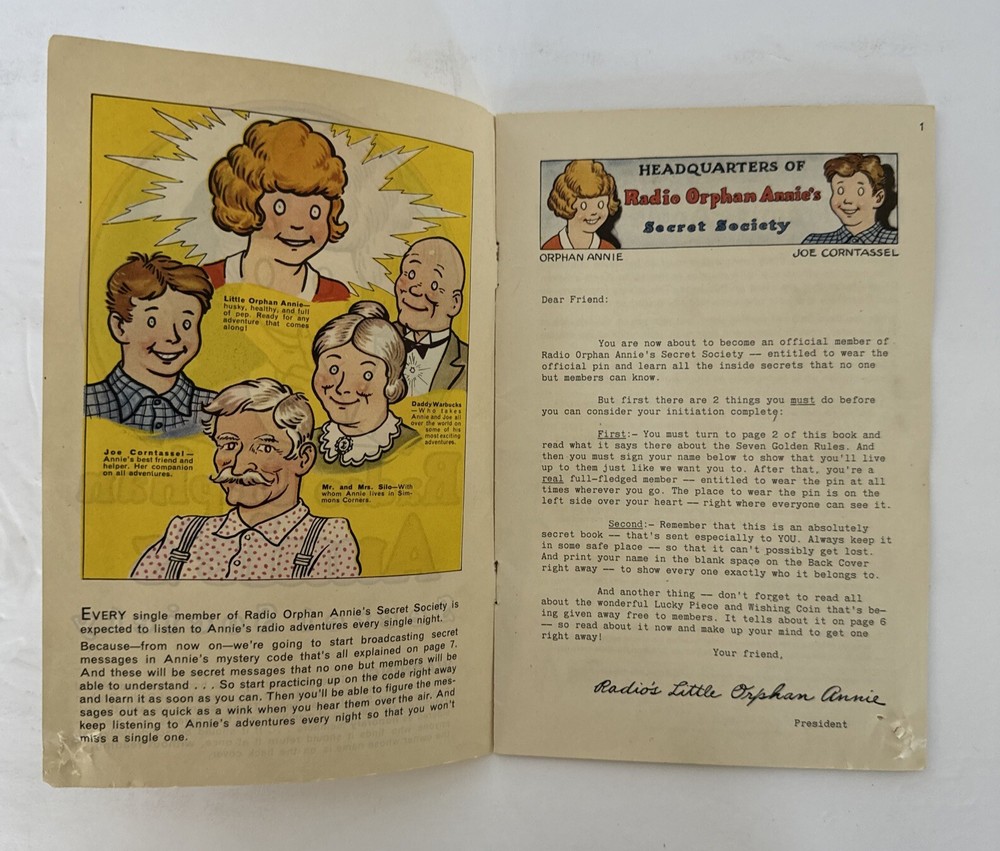 Little Orphan Annie—
husky, healthy, and full
of pep. Ready for any
adventure that comes
along!
Daddy Warbucks
—Who takes
Annie and Joe all
over the world on
some of his
most exciting
adventures.
Joe Corntassel—
Annie's best friend and
helper. Her companion
on all adventures.
Mr. and Mrs. Silo—With
whom Annie lives in Sim-
mons Corners.
EVERY single member of Radio Orphan Annie's Secret Society is
expected to listen to Annie's radio adventures every single night.
Because—from now on—we're going to start broadcasting secret
messages in Annie's mystery code that's all explained on page 7.
And these will be secret messages that no one but members will be
able to understand . . . So start practicing up on the code right away
and learn it as soon as you can. Then you'll be able to figure the mes-
sages out as quick as a wink when you hear them over the air. And
keep listening to Annie's adventures every night so that you won't
miss a single one.
1
HEADQUARTERS OF
Radio Orphan Annie's
Secret Society
ORPHAN ANNIE
JOE CORNTASSEL
Dear Friend:
You are now about to become an official member of
Radio Orphan Annie's Secret Society — entitled to wear the
official pin and learn all the inside secrets that no one
but members can know.
But first there are 2 things you must do before
you can consider your initiation complete:
First:- You must turn to page 2 of this book and
read what it says there about the Seven Golden Rules. And
then you must sign your name below to show that you'll live
up to them just like we want you to. After that, you're a
real full-fledged member — entitled to wear the pin at all
times wherever you go. The place to wear the pin is on the
left side over your heart — right where everyone can see it.
Second:- Remember that this is an absolutely
secret book — that's sent especially to YOU. Always keep it
in some safe place — so that it can't possibly get lost.
And print your name in the blank space on the Back Cover
right away — to show every one exactly who it belongs to.
And another thing — don't forget to read all
about the wonderful Lucky Piece and Wishing Coin that's be-
ing given away free to members. It tells about it on page 6
— so read about it now and make up your mind to get one
right away!
Your friend,
Radio's Little Orphan Annie
President